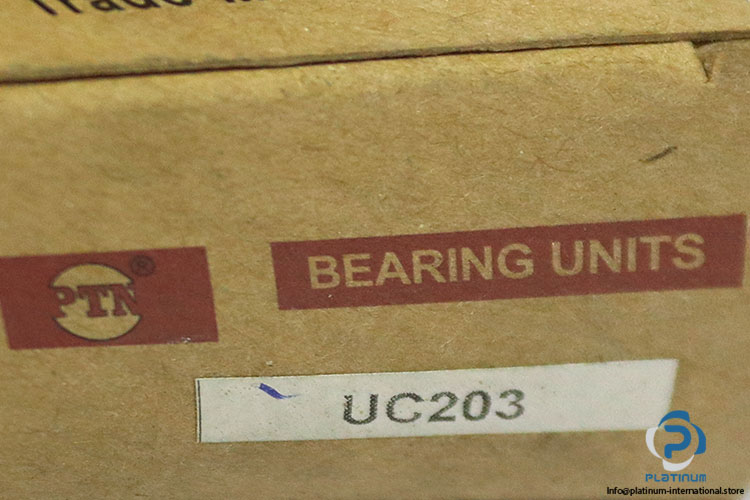 PTN®
BEARING UNITS
UC203
PLATINUM
Info@platinum-international.store